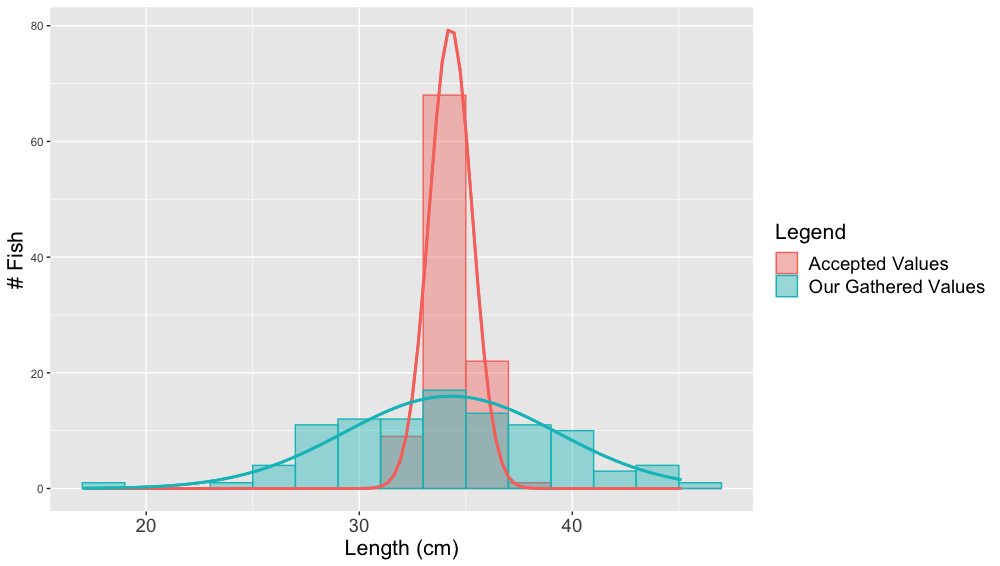 80
60
40
20
0
# Fish
20 30 40
Length (cm)
Legend
Accepted Values
Our Gathered Values